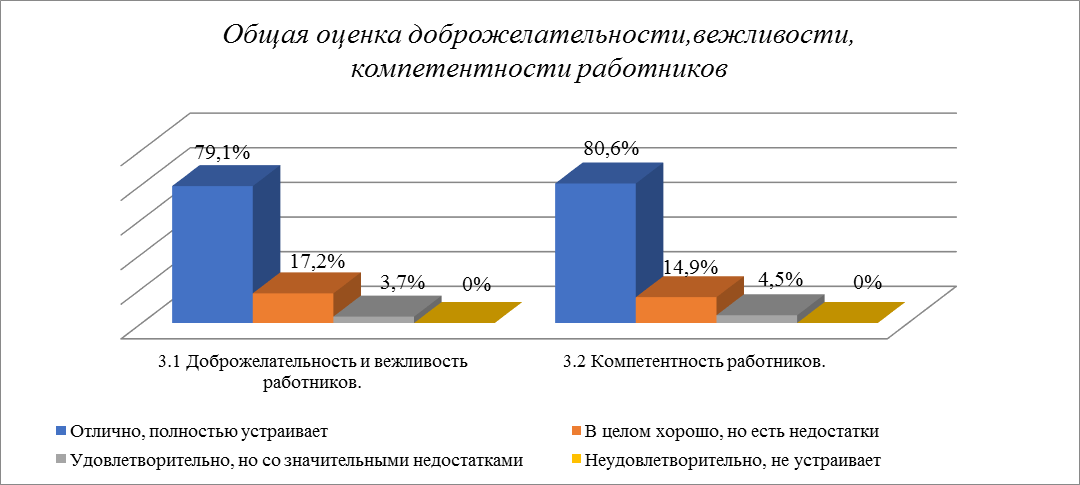 Общая оценка доброжелательности,вежливости,
компетентности работников
79,1%
17,2%
3,7%
0%
80,6%
14,9%
4,5%
0%
3.1 Доброжелательность и вежливость
работников.
3.2 Компетентность работников.
Отлично, полностью устраивает
В целом хорошо, но есть недостатки
Удовлетворительно, но со значительными недостатками
Неудовлетворительно, не устраивает